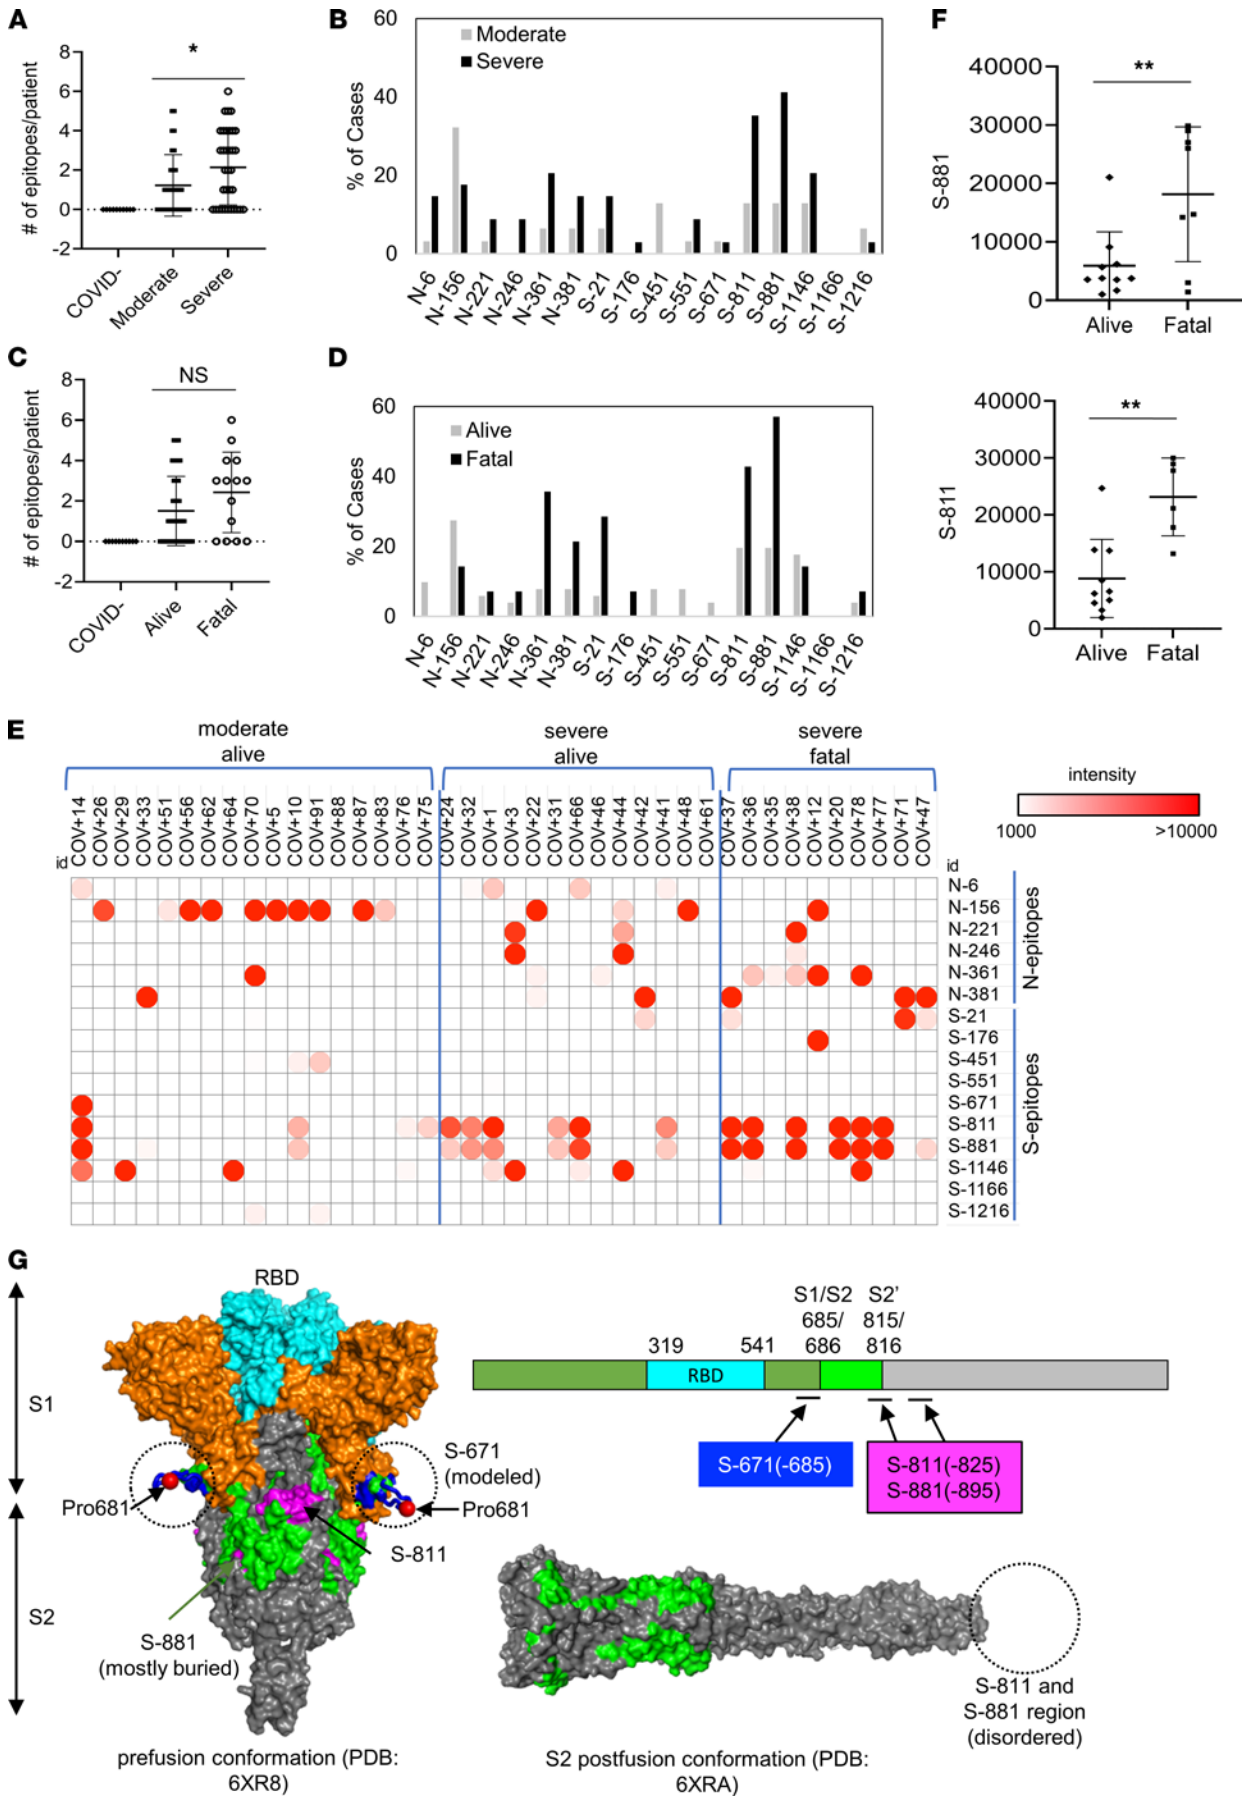 A
8
6
4
2
0
-2
# of epitopes/patient
*
COVID-
Moderate
Severe
B
60
40
20
0
% of Cases
Moderate
Severe
N-6
N-156
N-221
N-246
N-361
N-381
S-21
S-176
S-451
S-551
S-671
S-811
S-881
S-1146
S-1166
S-1216
F
40000
30000
20000
10000
0
S-881
**
Alive
Fatal
C
8
6
4
2
0
-2
# of epitopes/patient
NS
COVID-
Alive
Fatal
D
60
40
20
0
% of Cases
Alive
Fatal
N-6
N-156
N-221
N-246
N-361
N-381
S-21
S-176
S-451
S-551
S-671
S-811
S-881
S-1146
S-1166
S-1216
40000
30000
20000
10000
0
S-811
**
Alive
Fatal
E
moderate
alive
severe
alive
severe
fatal
intensity
1000
>10000
id
COV+14
COV+26
COV+29
COV+33
COV+51
COV+56
COV+62
COV+64
COV+70
COV+5
COV+10
COV+91
COV+88
COV+87
COV+83
COV+76
COV+75
COV+24
COV+32
COV+1
COV+3
COV+22
COV+66
COV+46
COV+44
COV+42
COV+48
COV+61
COV+37
COV+36
COV+35
COV+38
COV+12
COV+20
COV+78
COV+77
COV+71
COV+47
id
N-6
N-156
N-221
N-246
N-361
N-381
S-21
S-176
S-451
S-551
S-671
S-811
S-881
S-1146
S-1166
S-1216
N-epitopes
S-epitopes
G
RBD
S1
S2
Pro681
S-671
(modeled)
Pro681
S-811
S-881
(mostly buried)
prefusion conformation (PDB:
6XR8)
S1/S2
685/
686
S2'
815/
816
319
541
RBD
S-671(-685)
S-811(-825)
S-881(-895)
S-811 and
S-881 region
(disordered)
S2 postfusion conformation (PDB:
6XRA)